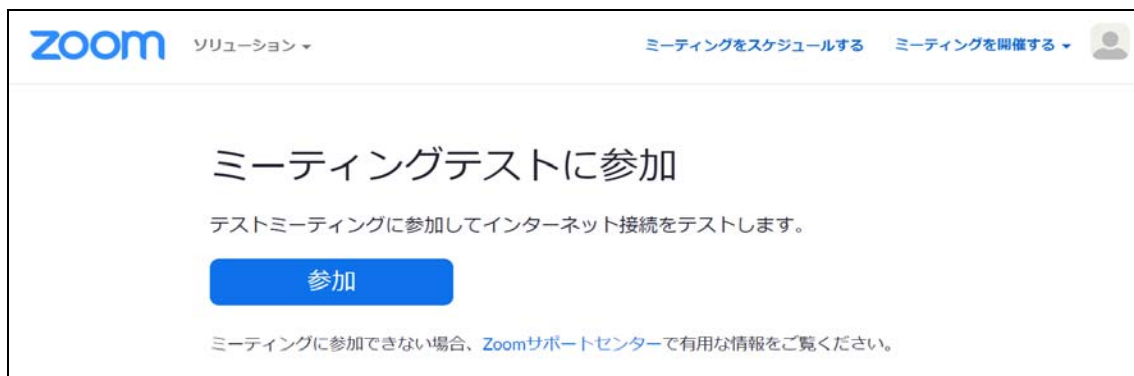 zoom ソリューション ミーティングをスケジュールする ミーティングを開催する
ミーティングテストに参加
テストミーティングに参加してインターネット接続をテストします。
参加
ミーティングに参加できない場合、Zoomサポートセンターで有用な情報をご覧ください。